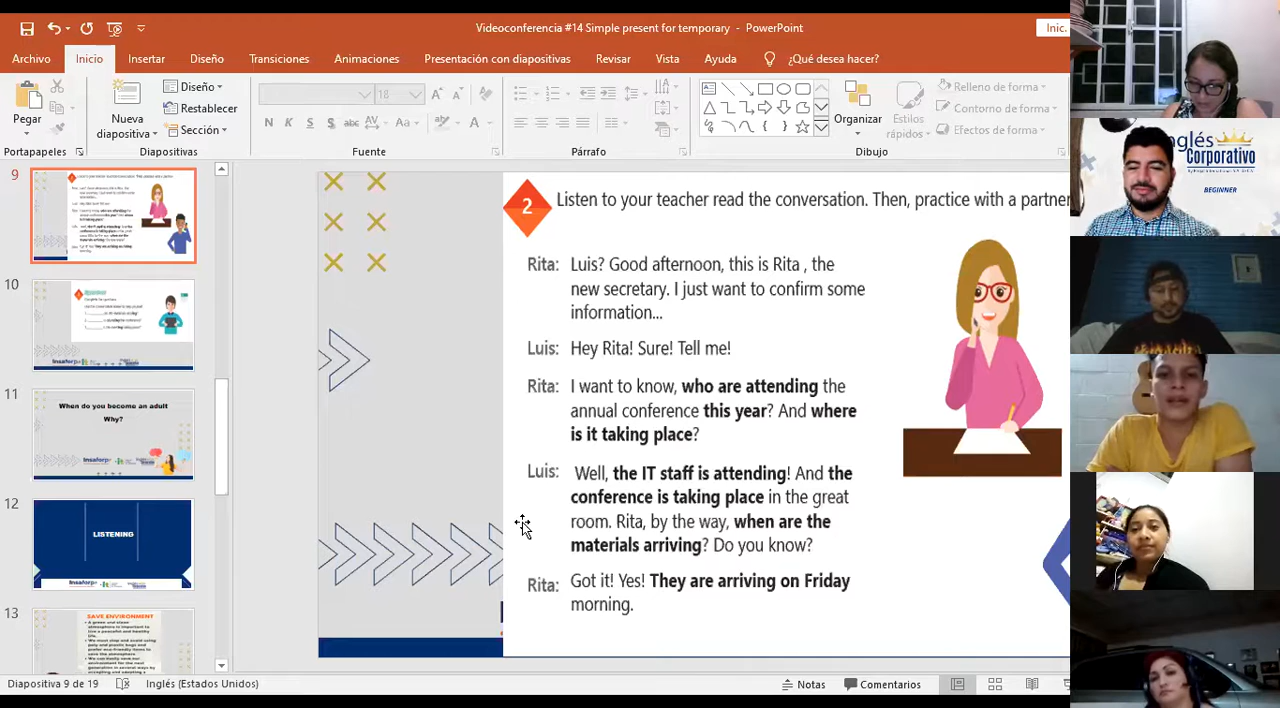 Videoconferencia #14 Simple present for temporary - PowerPoint
Inic.
Archivo Inicio Insertar Diseño Transiciones Animaciones Presentación con diapositivas Revisar Vista Ayuda ¿Qué desea hacer?
Pegar
Nueva diapositiva
Diseño
Restablecer
Sección
18
Organizar
Estilos rápidos
Relleno de forma
Contorno de forma
Efectos de forma
Portapapeles Diapositivas Fuente Párrafo Dibujo
9
10
11
When do you become an adult
Why?
Insaforp
12
LISTENING
13
SAVE ENVIRONMENT
2
Listen to your teacher read the conversation. Then, practice with a partner
Rita: Luis? Good afternoon, this is Rita , the
new secretary. I just want to confirm some
information...
Luis: Hey Rita! Sure! Tell me!
Rita: I want to know, who are attending the
annual conference this year? And where
is it taking place?
Luis: Well, the IT staff is attending! And the
conference is taking place in the great
room. Rita, by the way, when are the
materials arriving? Do you know?
Rita: Got it! Yes! They are arriving on Friday
morning.
Inglés
Corporativo
BEGINNER
Diapositiva 9 de 19 Inglés (Estados Unidos) Notas Comentarios